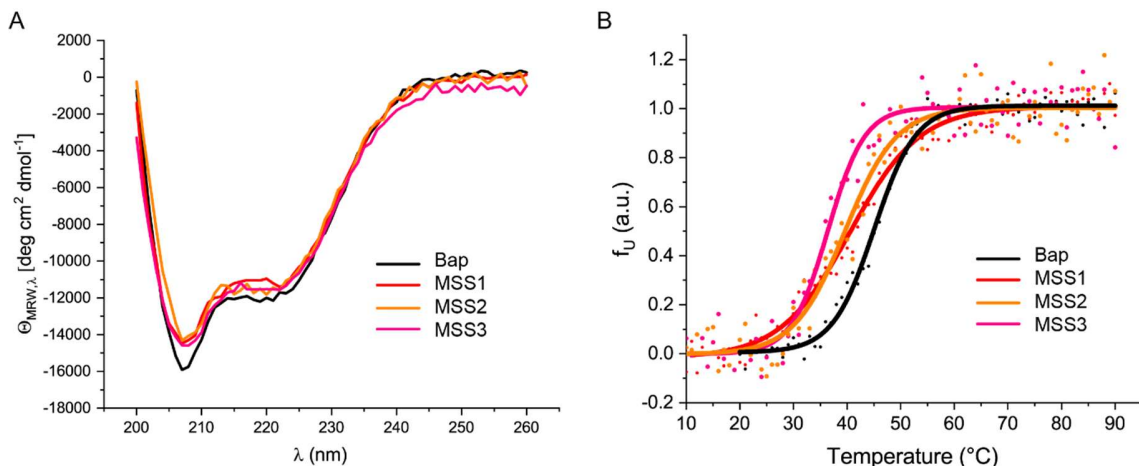 A
2000
0
-2000
-4000
-6000
-8000
-10000
-12000
-14000
-16000
-18000
Θ_MRW,λ [deg cm² dmol⁻¹]
200 210 220 230 240 250 260
λ (nm)
Bap
MSS1
MSS2
MSS3
B
1.2
1.0
0.8
0.6
0.4
0.2
0.0
-0.2
f_U (a.u.)
10 20 30 40 50 60 70 80 90
Temperature (°C)
Bap
MSS1
MSS2
MSS3